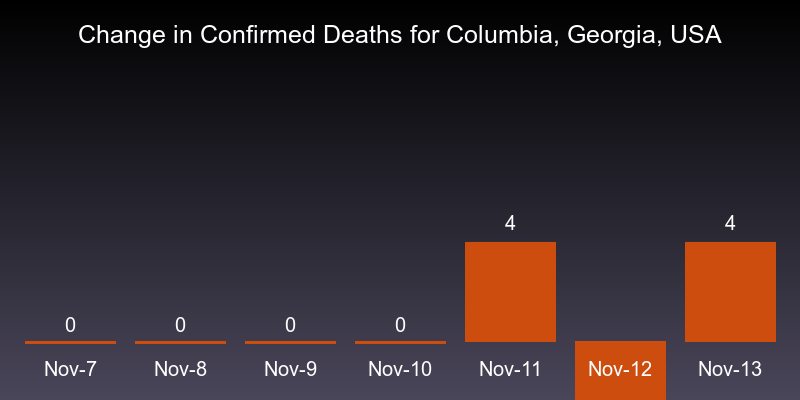 Change in Confirmed Deaths for Columbia, Georgia, USA
4 4
0 0 0 0
Nov-7 Nov-8 Nov-9 Nov-10 Nov-11 Nov-12 Nov-13